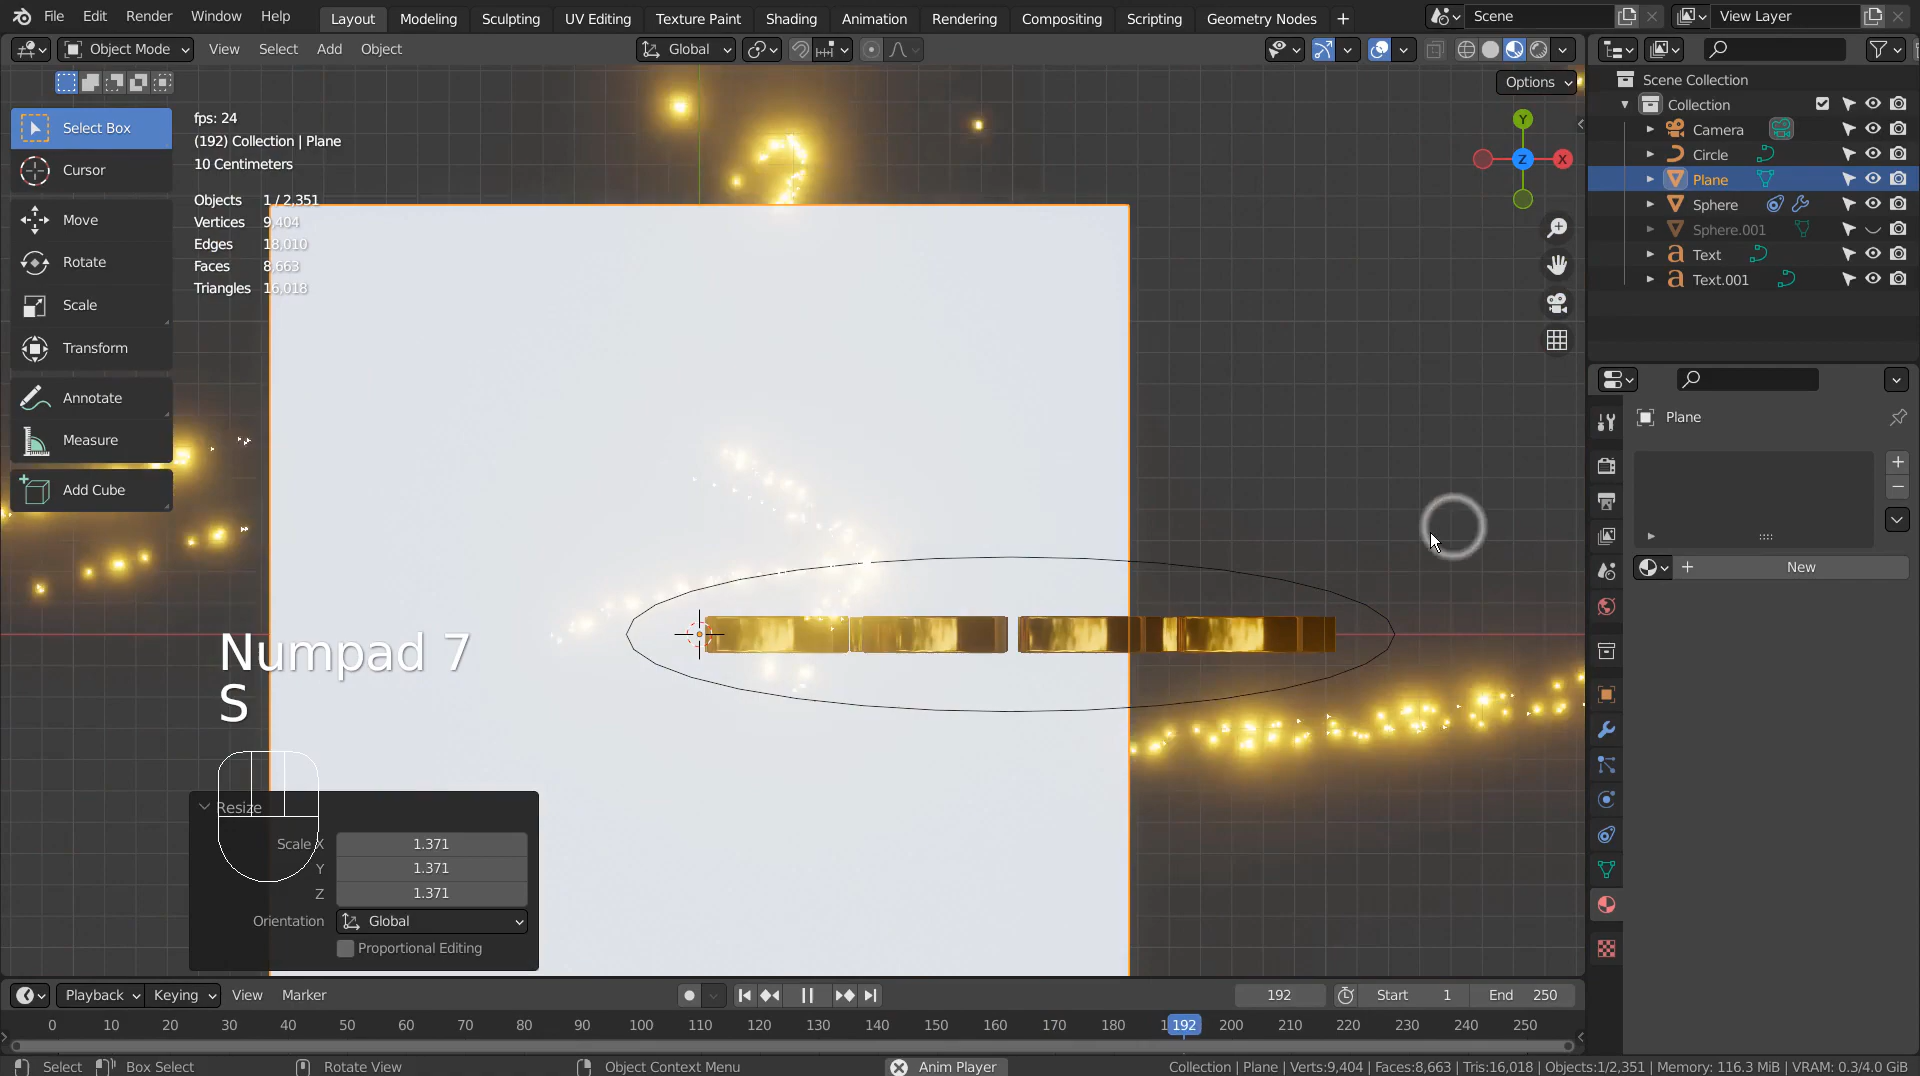 File Edit Render Window Help Layout Modeling Sculpting UV Editing Texture Paint Shading Animation Rendering Compositing Scripting Geometry Nodes + Scene View Layer
Object Mode View Select Add Object Global
Options
Select Box
Cursor
Move
Rotate
Scale
Transform
Annotate
Measure
Add Cube
fps: 24
(192) Collection | Plane
10 Centimeters
Objects 1 / 2,351
Vertices 9,404
Edges 18,010
Faces 8,663
Triangles 16,018
Y
Z X
Scene Collection
Collection
Camera
Circle
Plane
Sphere
Sphere.001
Text
Text.001
Plane
New
Numpad 7
S
Resize
Scale X 1.371
Y 1.371
Z 1.371
Orientation Global
Proportional Editing
Playback Keying View Marker 192 Start 1 End 250
0 10 20 30 40 50 60 70 80 90 100 110 120 130 140 150 160 170 180 192 200 210 220 230 240 250
Select Box Select Rotate View Object Context Menu Anim Player Collection | Plane | Verts:9,404 | Faces:8,663 | Tris:16,018 | Objects:1/2,351 | Memory: 116.3 MiB | VRAM: 0.3/4.0 GiB